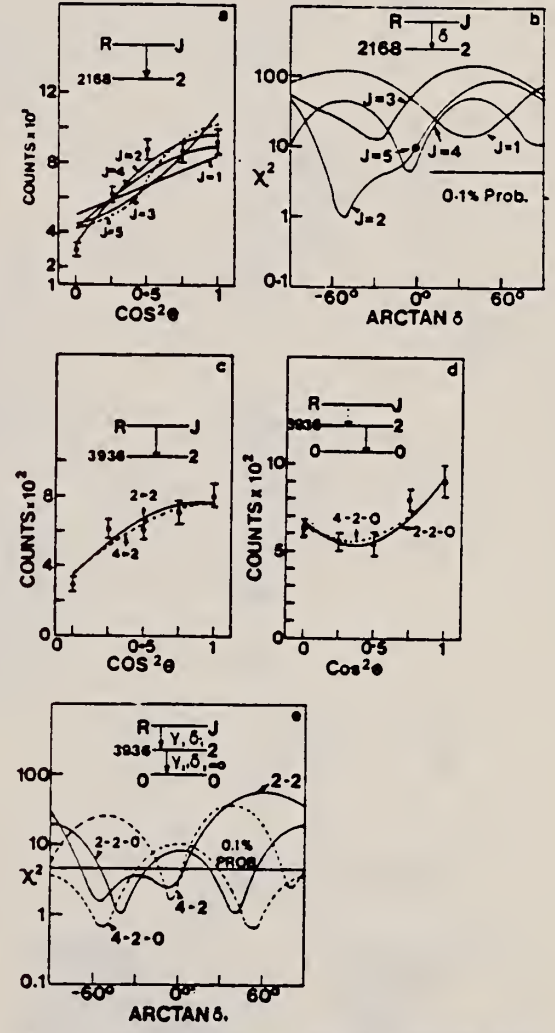 a
R J
2168 2
COUNTS x 10³
12
10
8
6
4
2
1
J=2
J=4
J=1
J=3
J=5
0 0·5 1
COS²θ
b
R J
δ
2168 2
χ²
100
10
1
0·1
J=3
J=5 J=4 J=1
0·1% Prob.
J=2
-60° 0° 60°
ARCTAN δ
c
R J
3936 2
COUNTS x 10²
8
4
0
2-2
4-2
0 0·5 1
COS²θ
d
R J
3936 2
0 0
COUNTS x 10²
10
5
0
4-2-0
2-2-0
0 0·5 1
Cos²θ
e
R J
γ, δ,
3936 2
0 0
χ²
100
10
1
0.1
2-2
2-2-0
0.1%
PROB
4-2
4-2-0
-60° 0° 60°
ARCTAN δ,